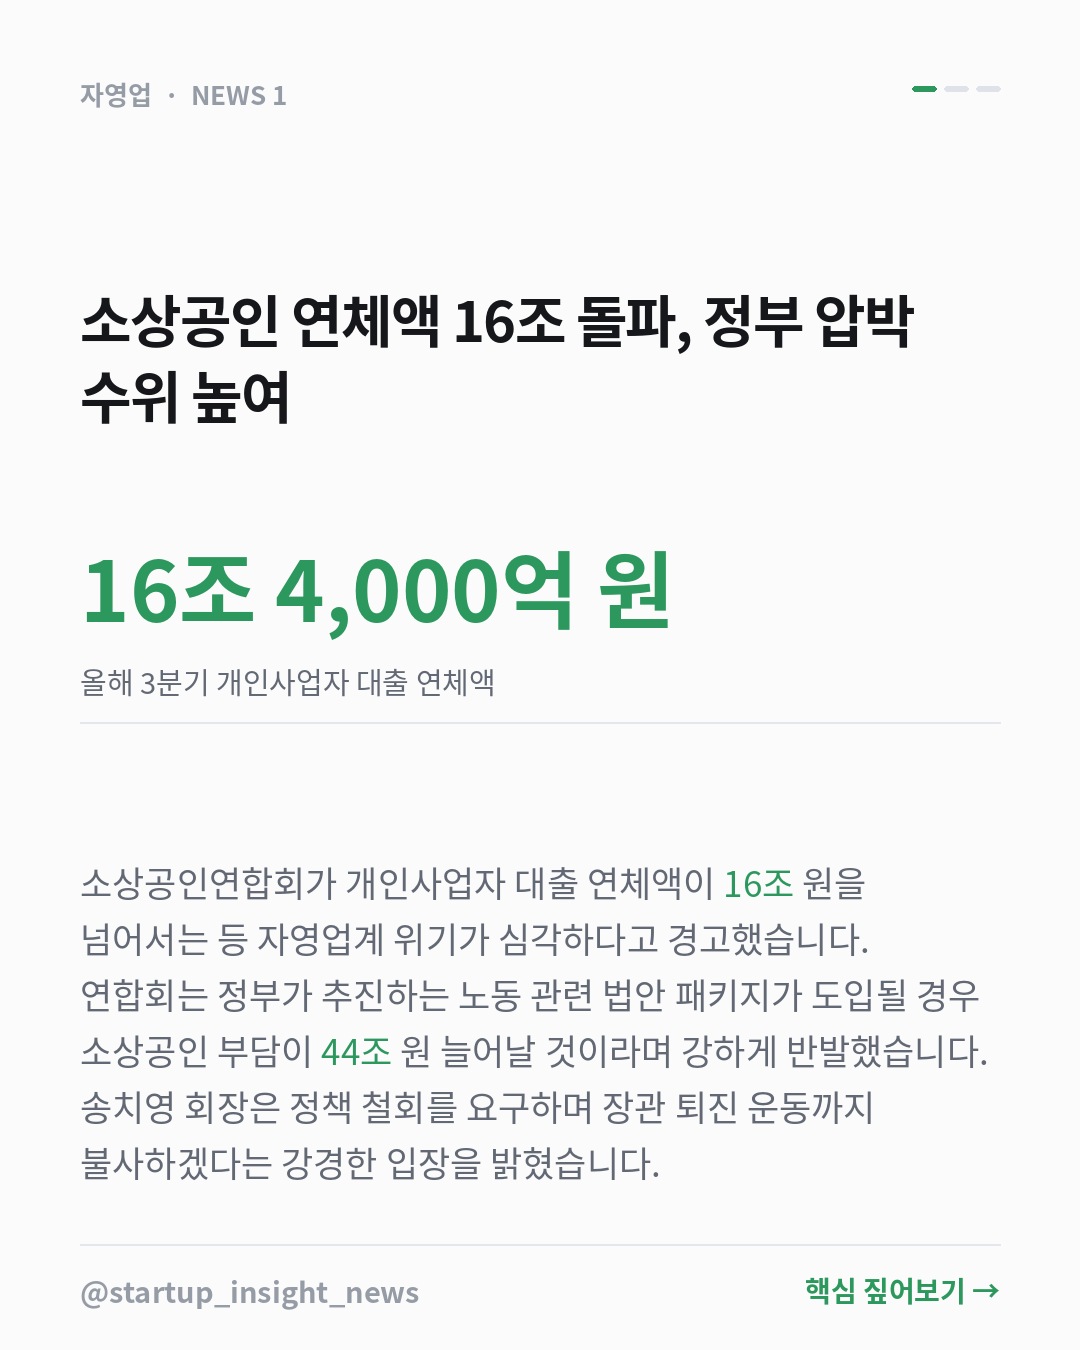 자영업 · NEWS 1
소상공인 연체액 16조 돌파, 정부 압박
수위 높여
16조 4,000억 원
올해 3분기 개인사업자 대출 연체액
소상공인연합회가 개인사업자 대출 연체액이 16조 원을
넘어서는 등 자영업계 위기가 심각하다고 경고했습니다.
연합회는 정부가 추진하는 노동 관련 법안 패키지가 도입될 경우
소상공인 부담이 44조 원 늘어날 것이라며 강하게 반발했습니다.
송치영 회장은 정책 철회를 요구하며 장관 퇴진 운동까지
불사하겠다는 강경한 입장을 밝혔습니다.
@startup_insight_news
핵심 짚어보기 →